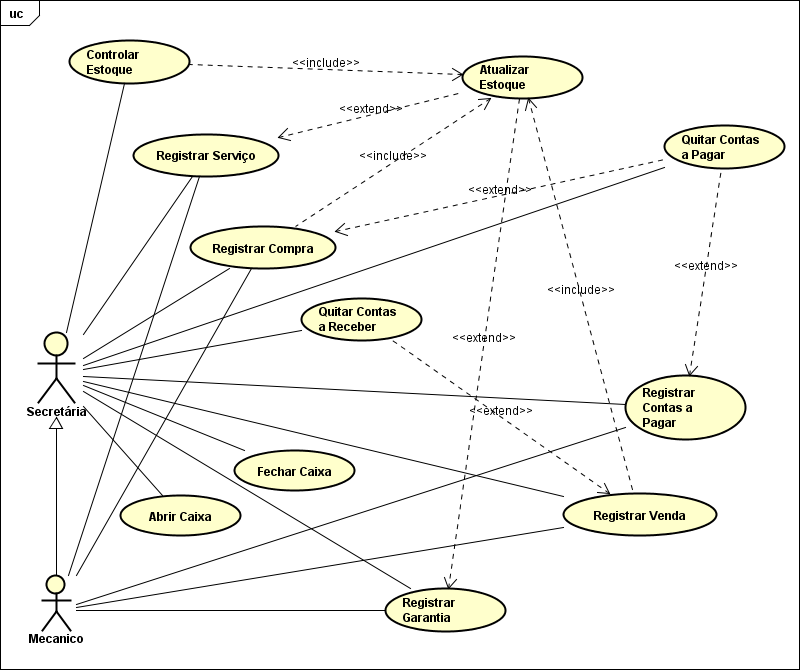 uc
Controlar
Estoque
<<include>>
Atualizar
Estoque
<<extend>>
Registrar Serviço
<<include>>
Quitar Contas
a Pagar
<<extend>>
Registrar Compra
<<extend>>
<<include>>
Quitar Contas
a Receber
<<extend>>
Registrar
Contas a
Pagar
Secretária
<<extend>>
Fechar Caixa
Abrir Caixa
Registrar Venda
Registrar
Garantia
Mecanico